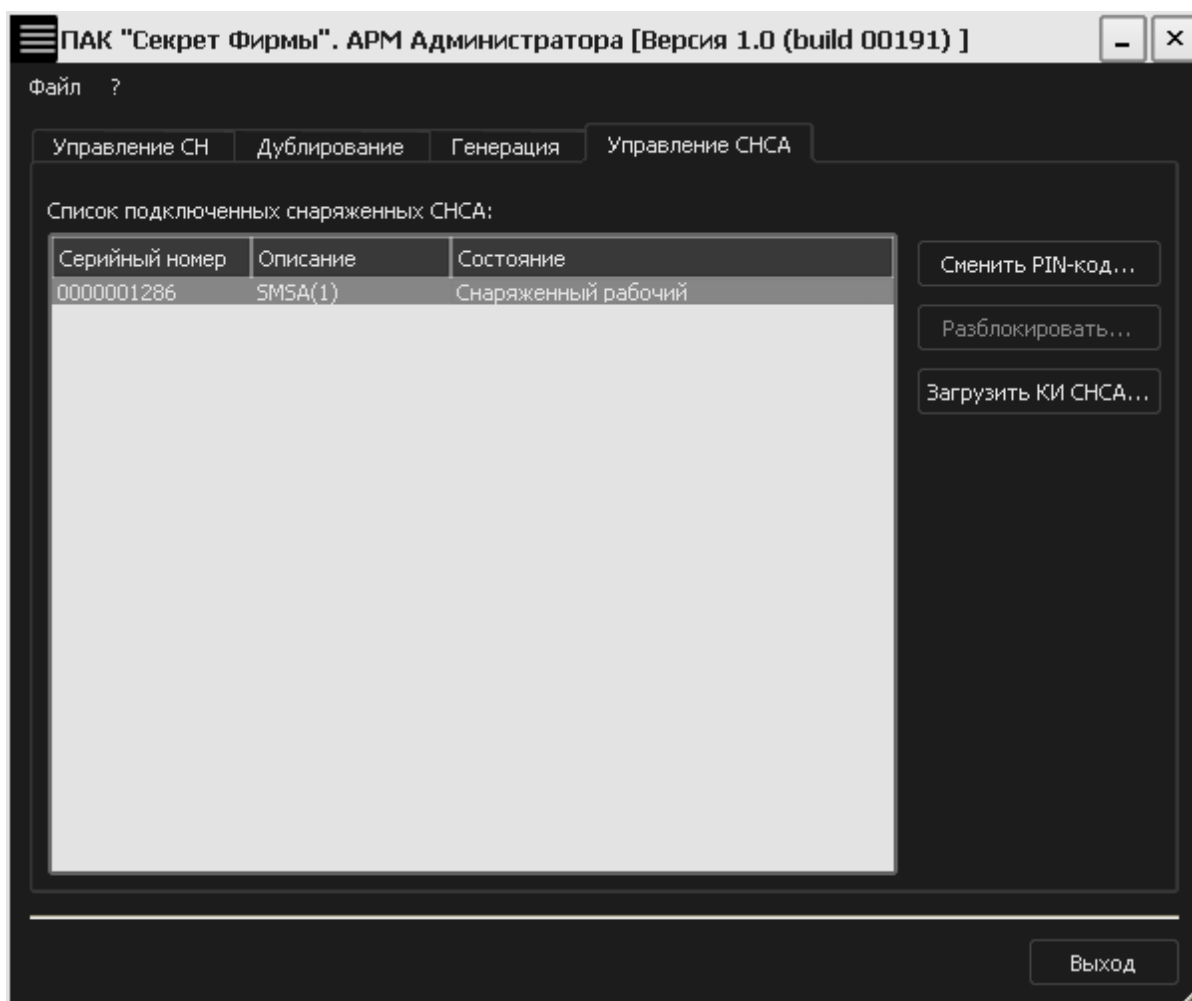 ПАК "Секрет Фирмы". АРМ Администратора [Версия 1.0 (build 00191) ]
Файл ?
Управление СН Дублирование Генерация Управление СНСА
Список подключенных снаряженных СНСА:
Серийный номер Описание Состояние
0000001286 SMSA(1) Снаряженный рабочий
Сменить PIN-код...
Разблокировать...
Загрузить КИ СНСА...
Выход